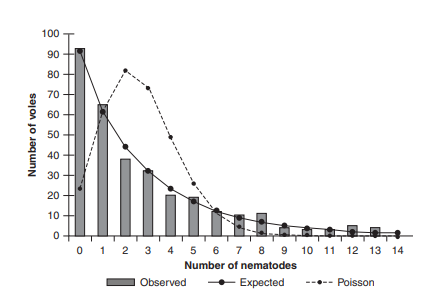 100
90
80
70
60
50
40
30
20
10
0
Number of voles
0 1 2 3 4 5 6 7 8 9 10 11 12 13 14
Number of nematodes
Observed Expected Poisson